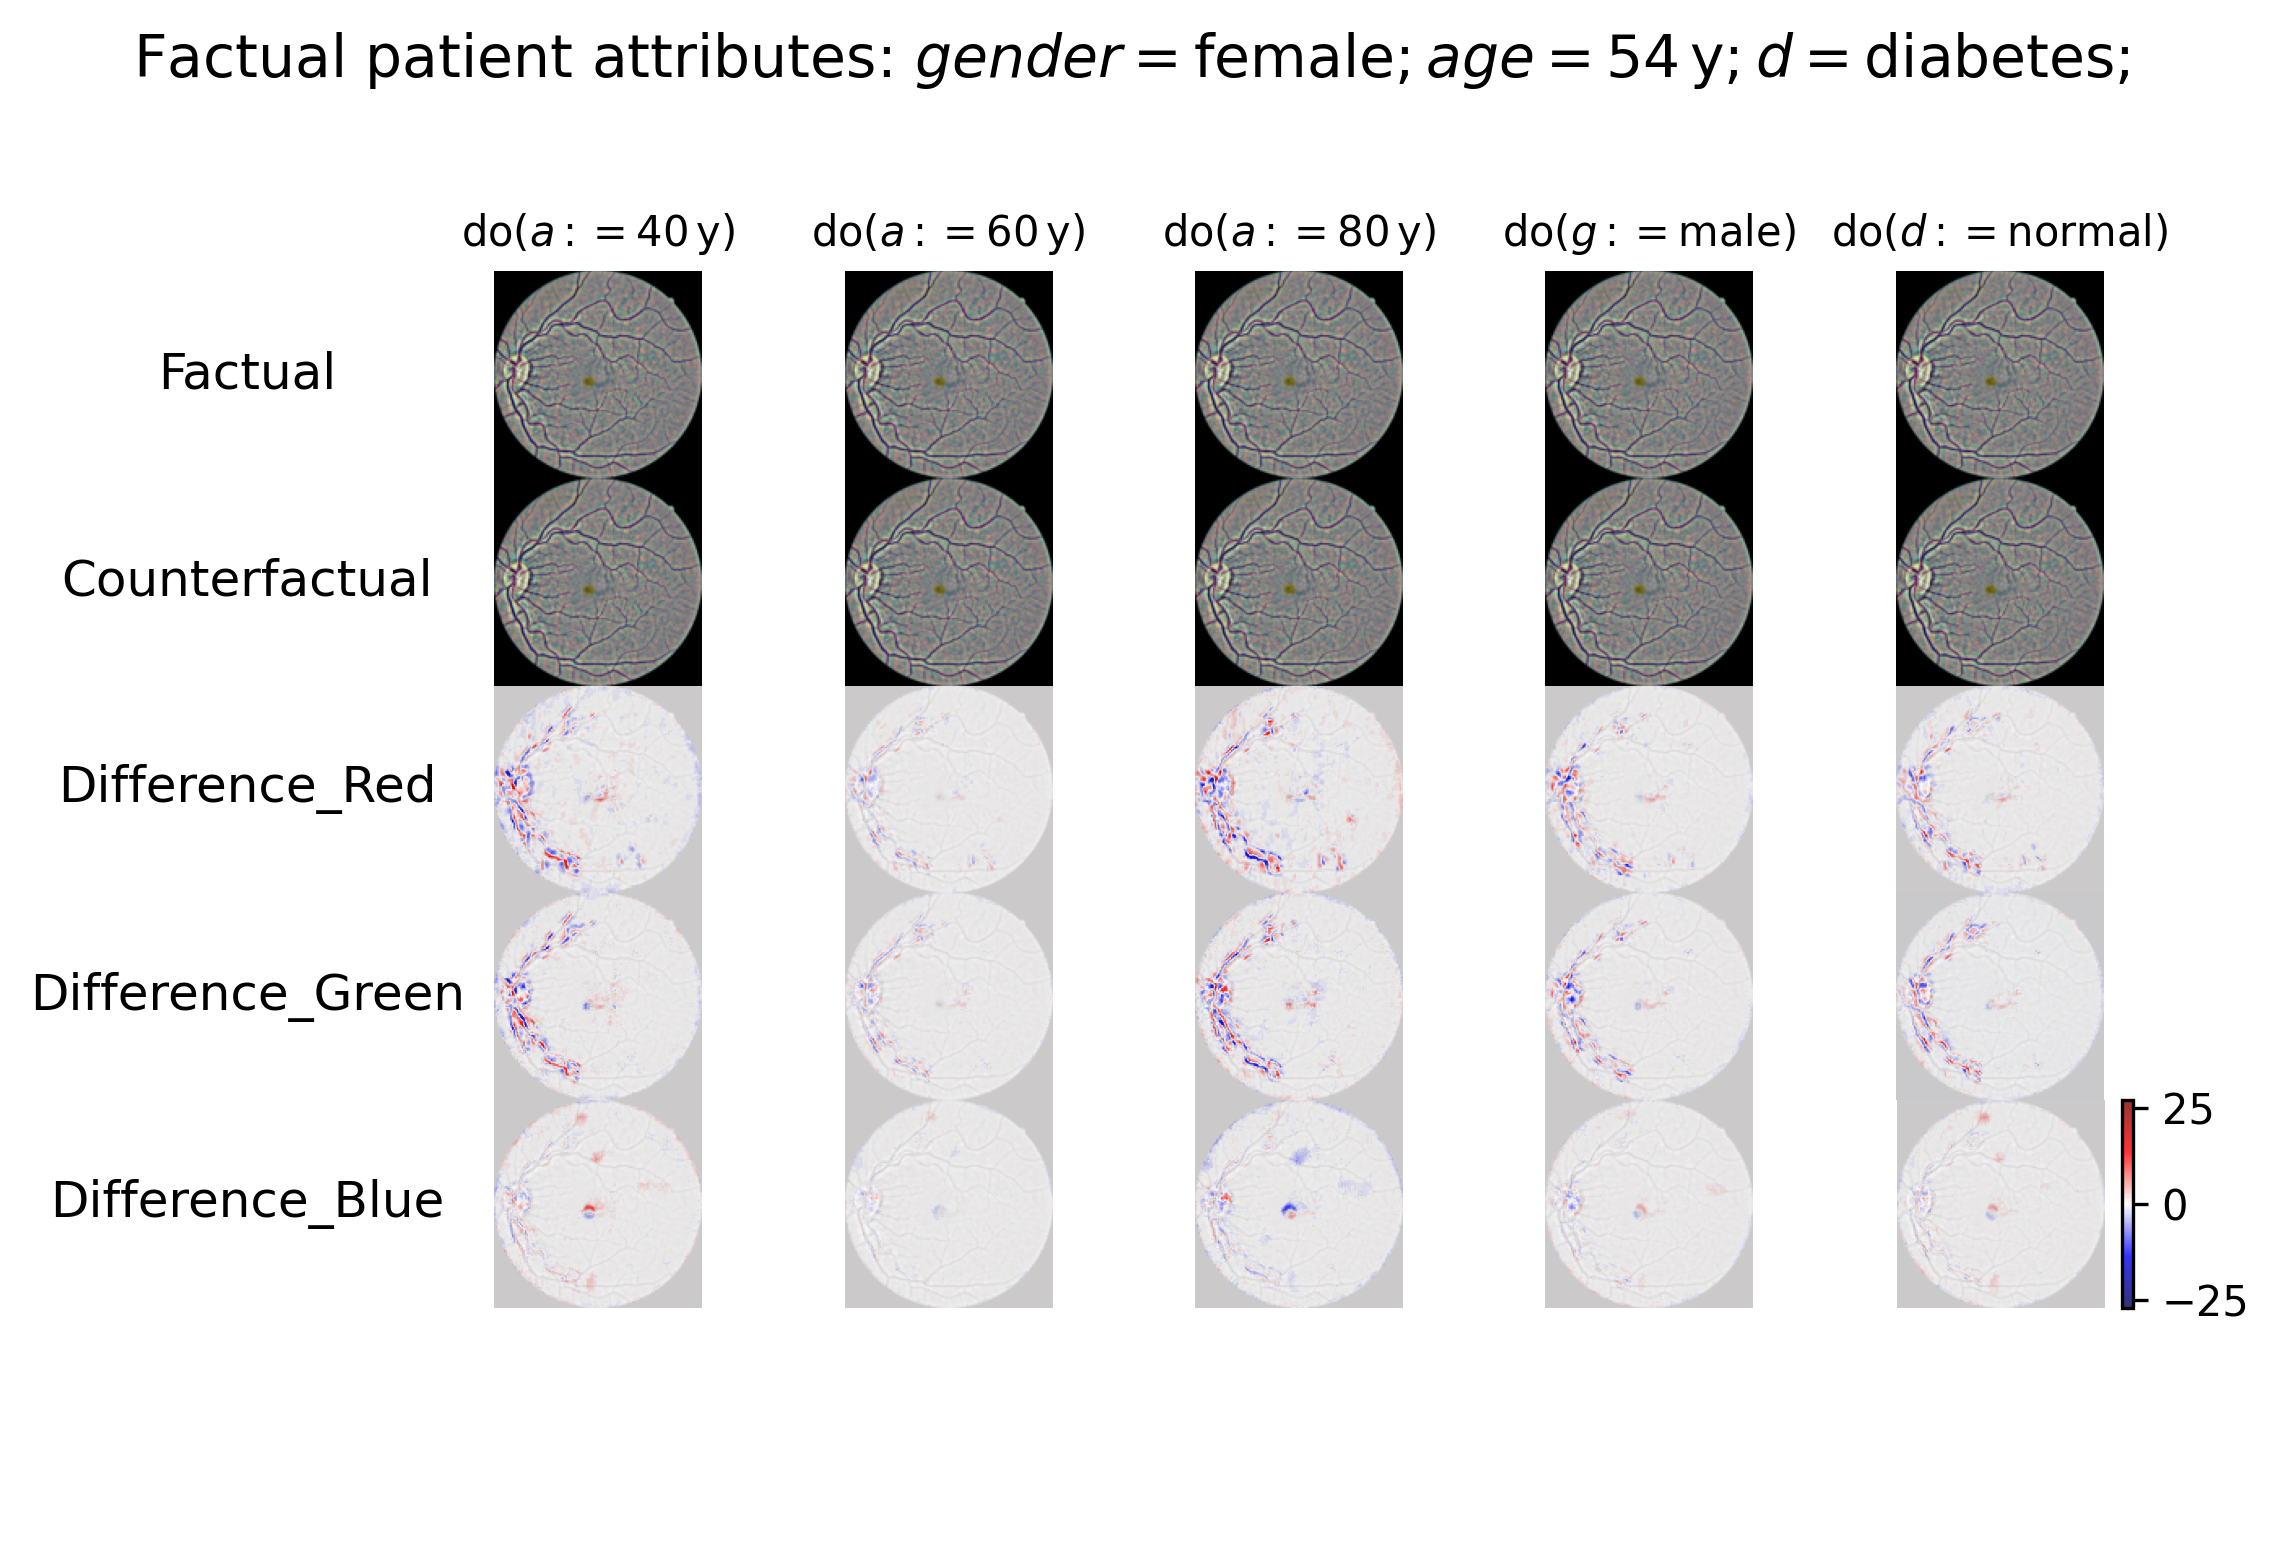 Factual patient attributes: gender = female; age = 54 y; d = diabetes;
do(a : = 40 y) do(a : = 60 y) do(a : = 80 y) do(g : = male) do(d : = normal)
Factual
Counterfactual
Difference_Red
Difference_Green
Difference_Blue
25
0
−25